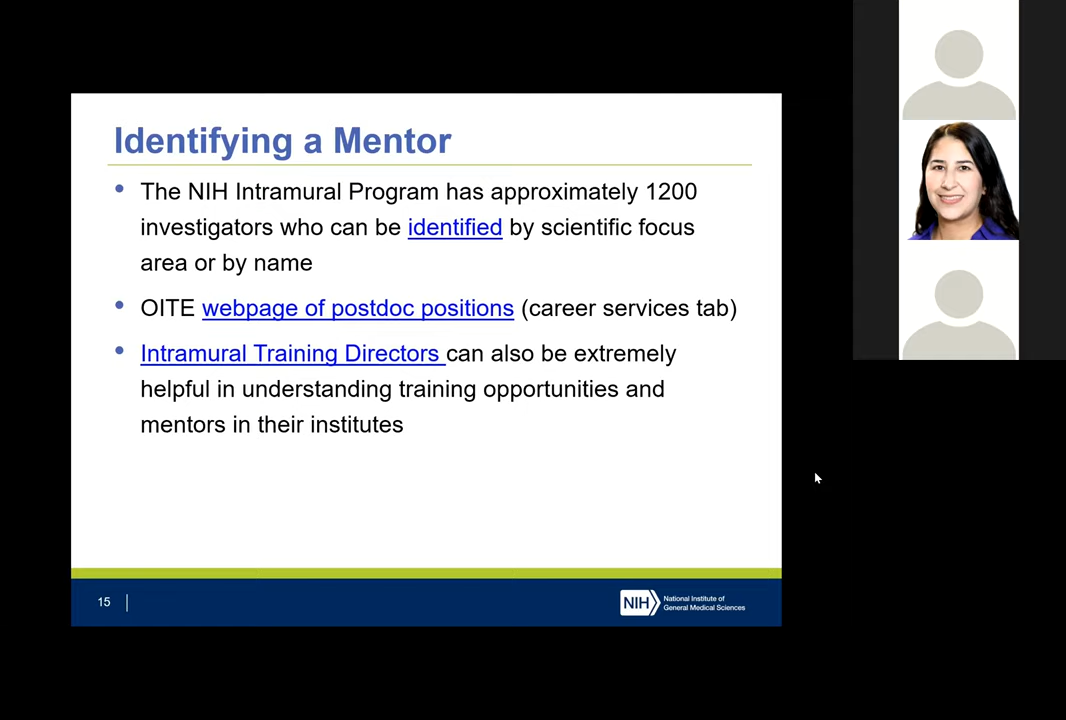 Identifying a Mentor
• The NIH Intramural Program has approximately 1200
investigators who can be identified by scientific focus
area or by name
• OITE webpage of postdoc positions (career services tab)
• Intramural Training Directors can also be extremely
helpful in understanding training opportunities and
mentors in their institutes
15
NIH
National Institute of
General Medical Sciences